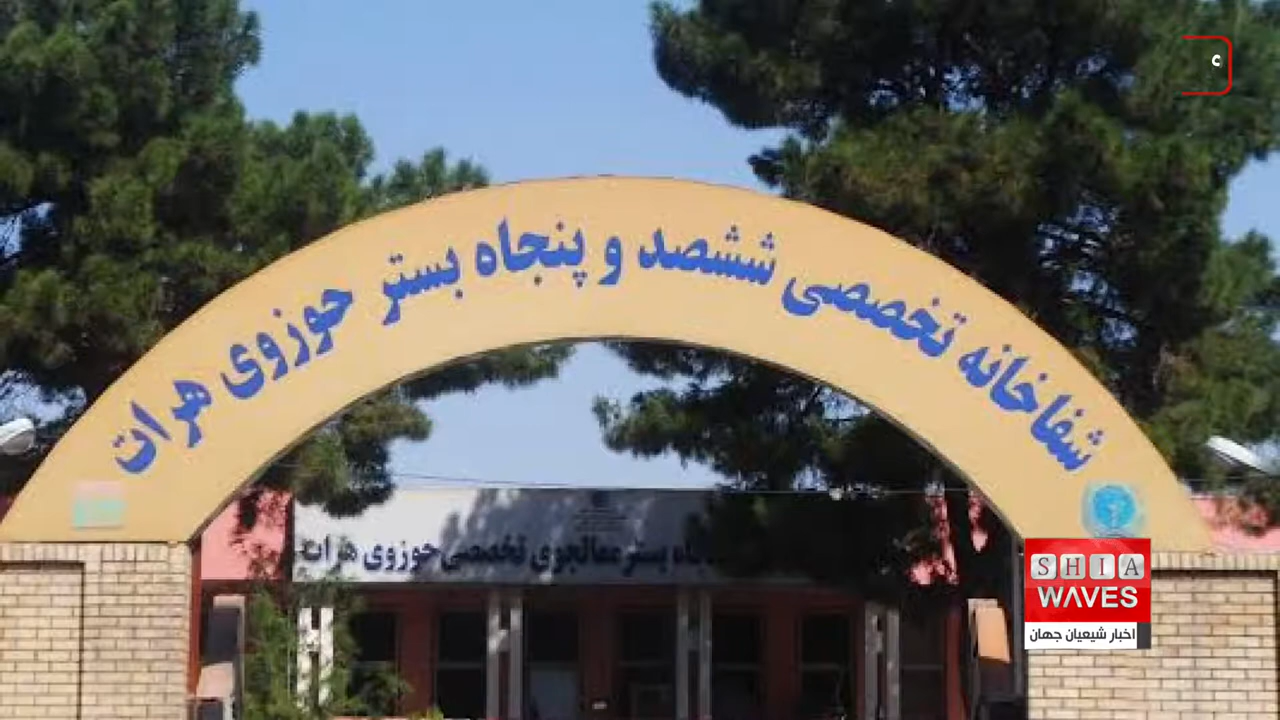 شفاخانه تخصصی ششصد و پنجاه بستر حوزوی هرات
بستر معالجوی تخصصی حوزوی هرات
SHIA
WAVES
اخبار شیعیان جهان